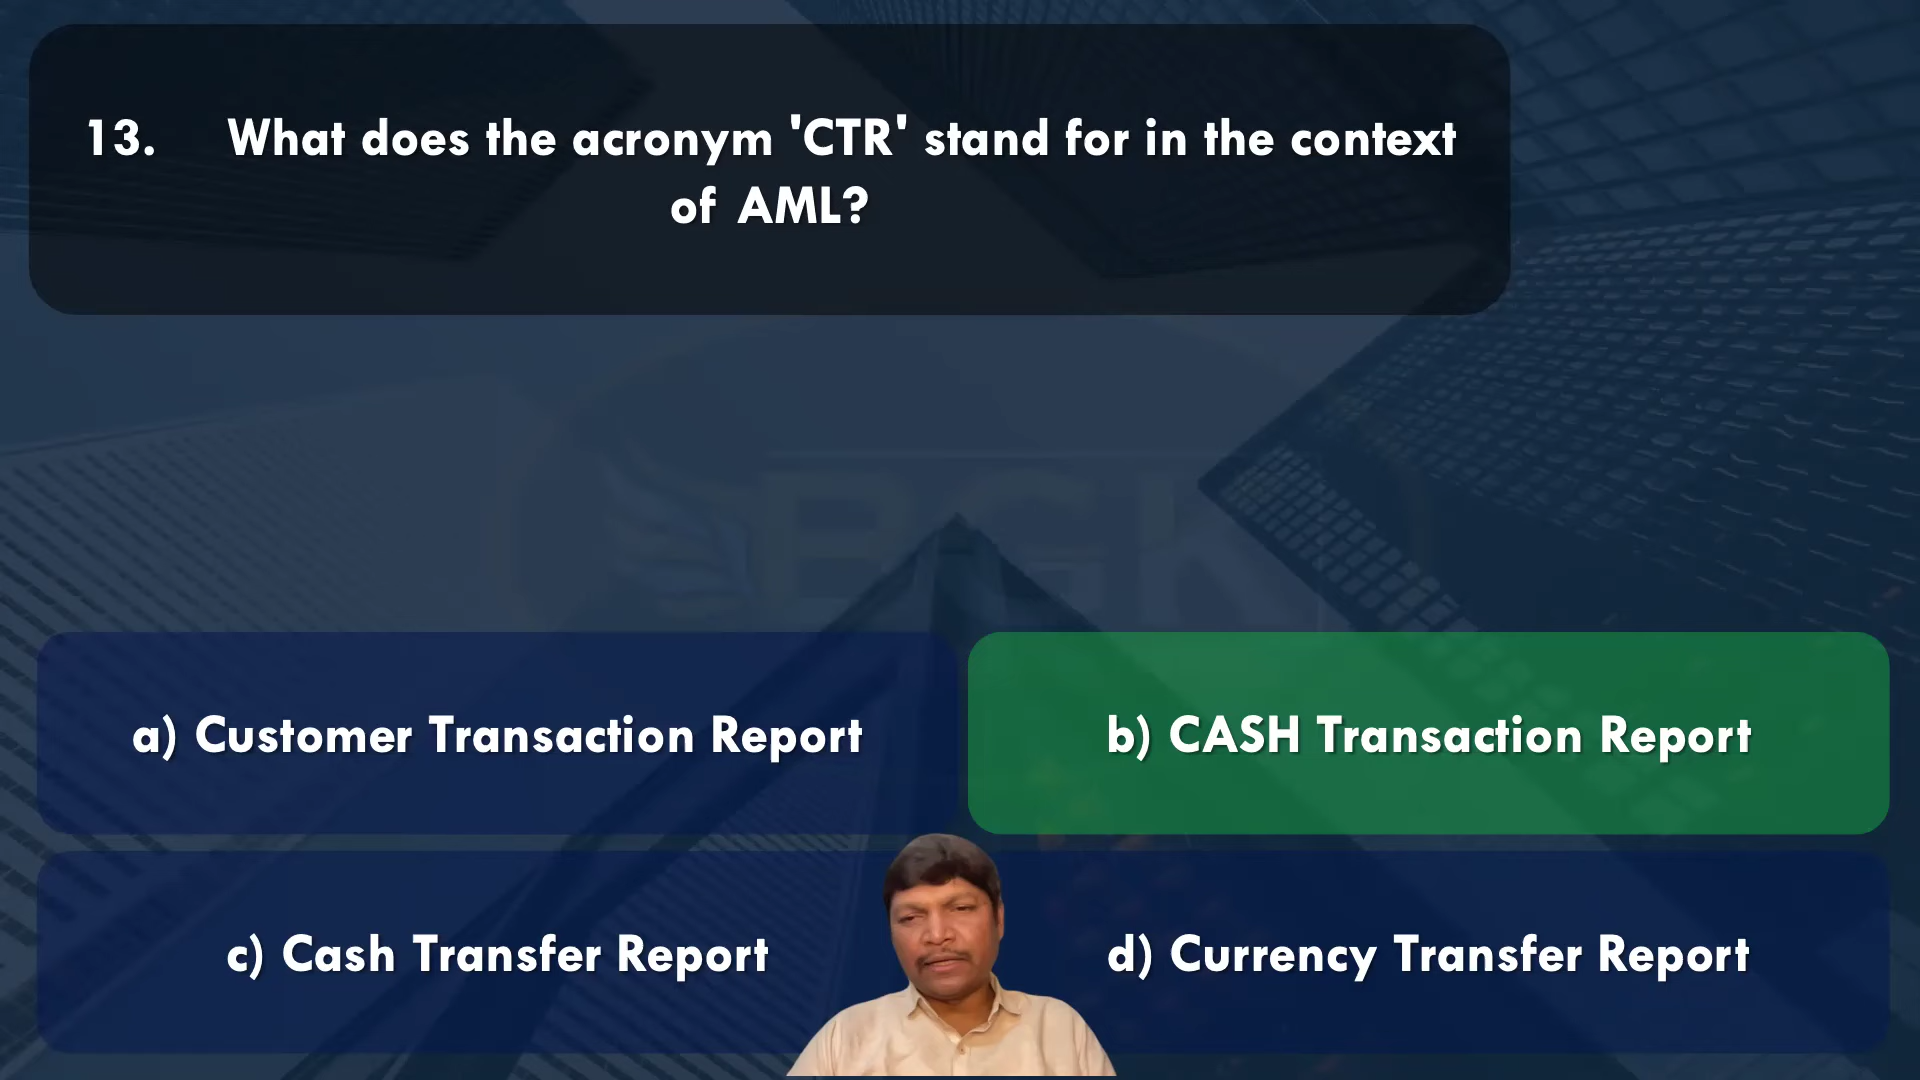 13. What does the acronym 'CTR' stand for in the context
of AML?
BGK
a) Customer Transaction Report
b) CASH Transaction Report
c) Cash Transfer Report
d) Currency Transfer Report